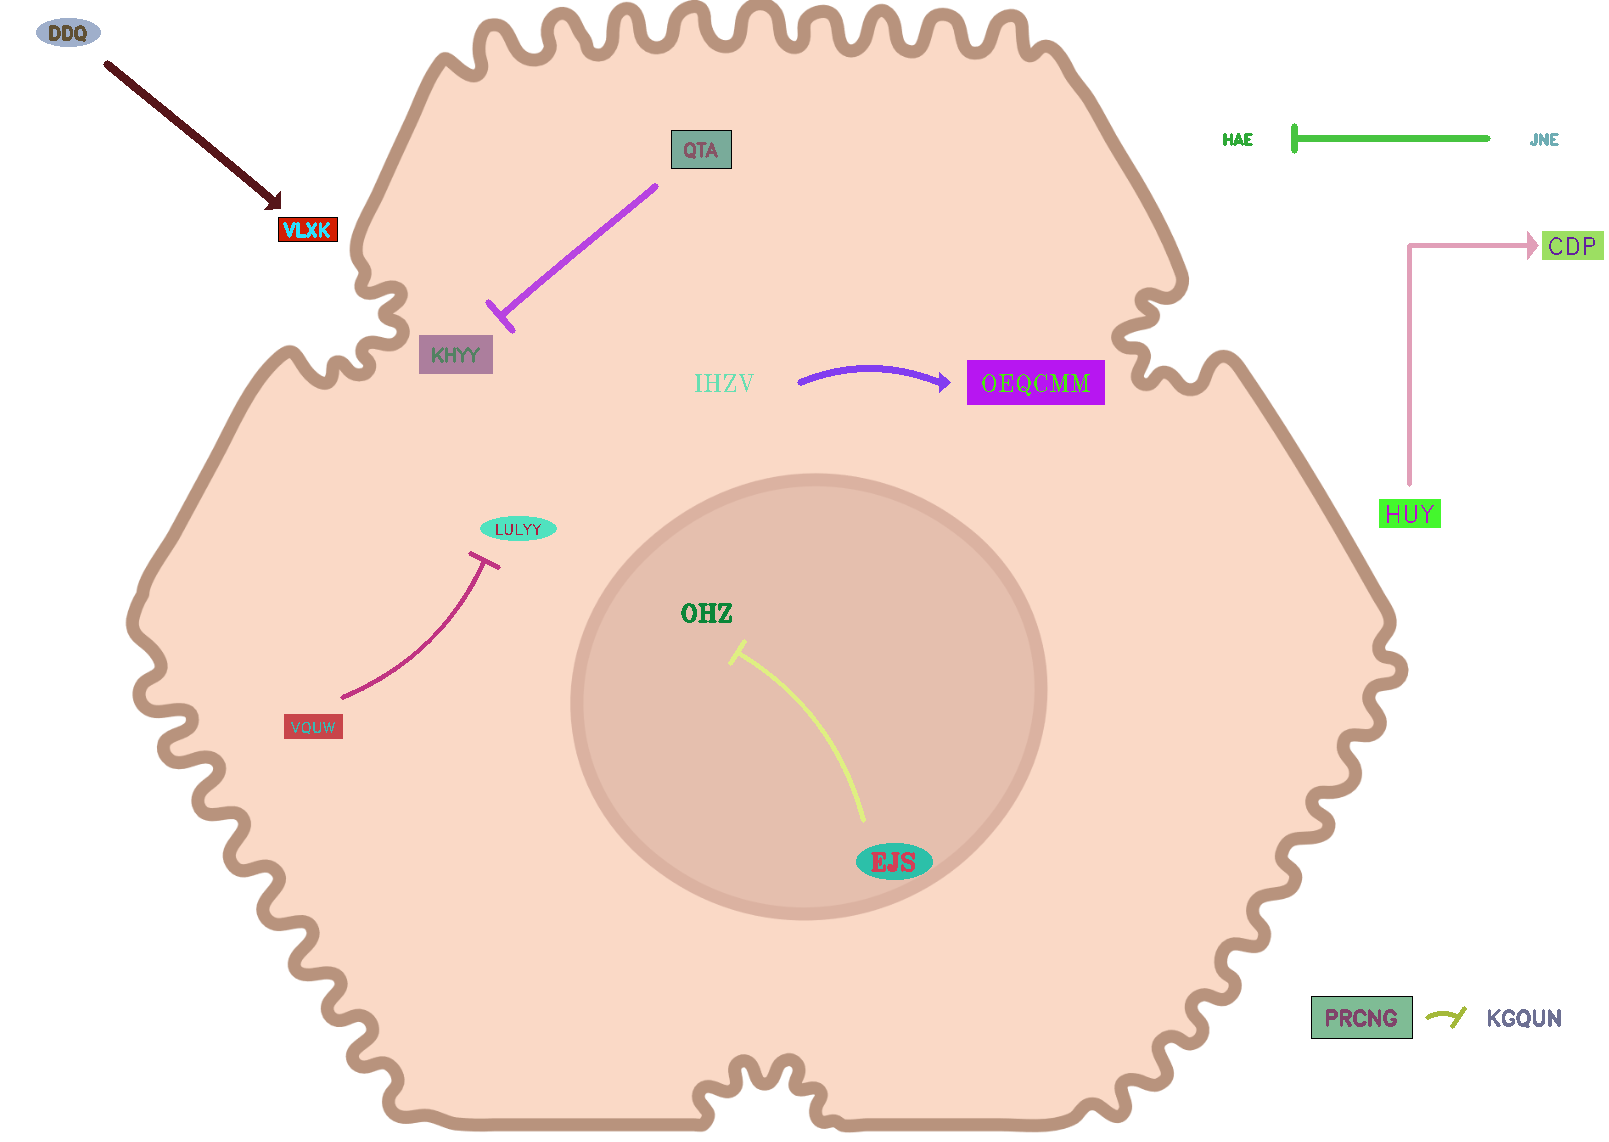 DDQ
HAE
JNE
QTA
VLXK
CDP
KHYY
IHZV
OEQCMM
HUY
LULYY
OHZ
VQUW
EJS
PRCNG
KGQUN